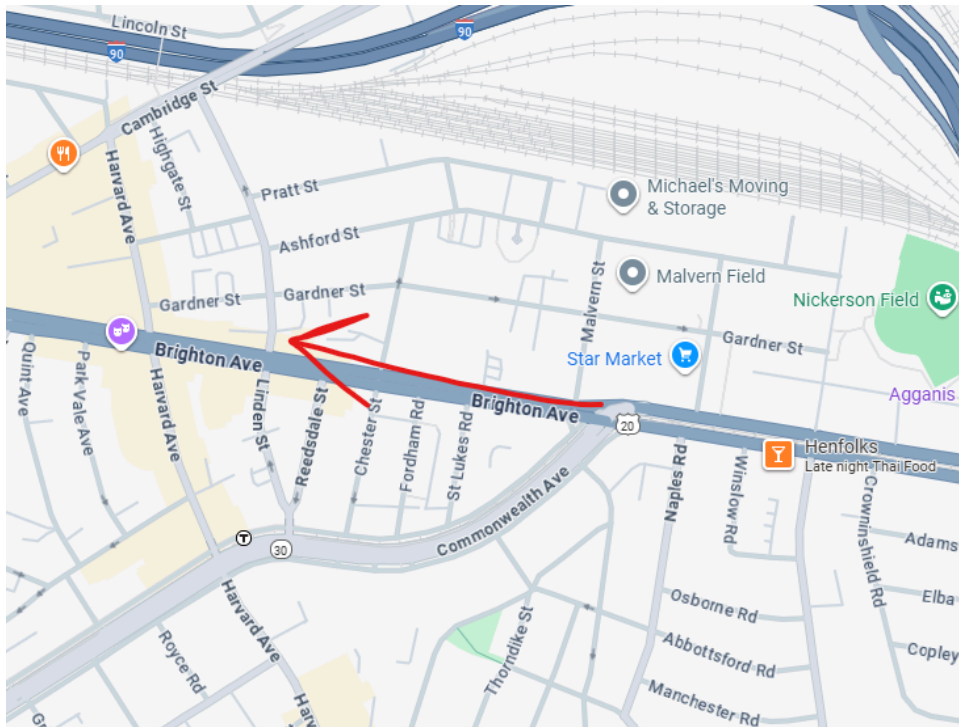 Lincoln St
90
90
Cambridge St
Highgate St
Harvard Ave
Pratt St
Michael's Moving
& Storage
Ashford St
Malvern St
Malvern Field
Nickerson Field
Gardner St
Gardner St
Gardner St
Star Market
Agganis
Brighton Ave
Brighton Ave
Quint Ave
Park Vale Ave
Harvard Ave
Linden St
Reedsdale St
Chester St
Fordham Rd
St Lukes Rd
20
Henfolks
Late night Thai Food
Naples Rd
Winslow Rd
Crowninshield Rd
Commonwealth Ave
T
30
Adams
Elba
Copley
Osborne Rd
Abbottsford Rd
Manchester Rd
Thorndike St
Harvard Ave
Royce Rd
Harv